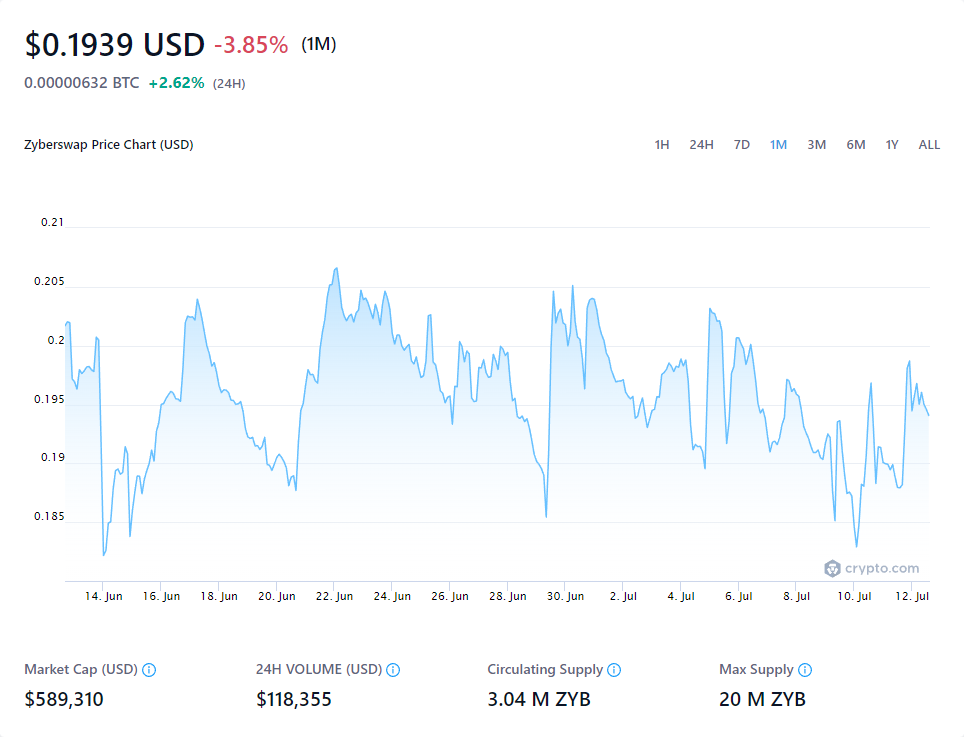 $0.1939 USD -3.85% (1M)
0.00000632 BTC +2.62% (24H)
Zyberswap Price Chart (USD)
1H 24H 7D 1M 3M 6M 1Y ALL
0.21
0.205
0.2
0.195
0.19
0.185
crypto.com
14. Jun 16. Jun 18. Jun 20. Jun 22. Jun 24. Jun 26. Jun 28. Jun 30. Jun 2. Jul 4. Jul 6. Jul 8. Jul 10. Jul 12. Jul
Market Cap (USD) 24H VOLUME (USD) Circulating Supply Max Supply
$589,310 $118,355 3.04 M ZYB 20 M ZYB